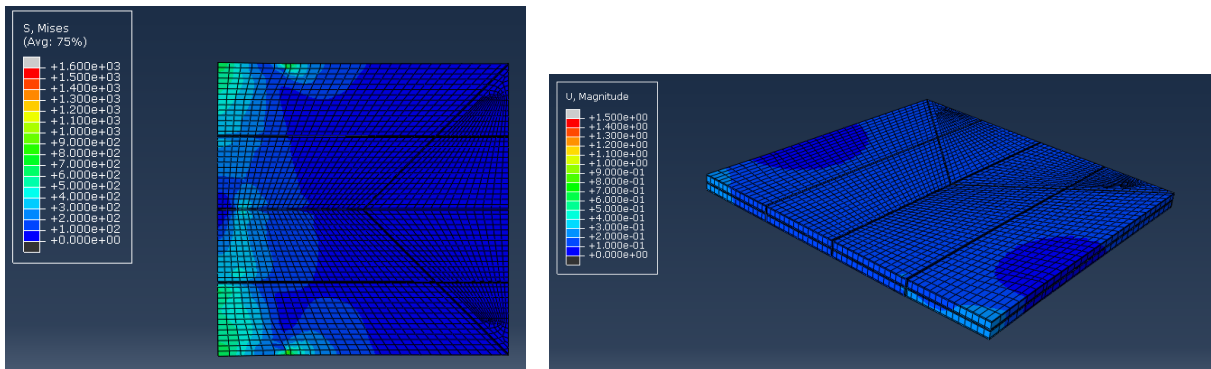 S, Mises
(Avg: 75%)
+1.600e+03
+1.500e+03
+1.400e+03
+1.300e+03
+1.200e+03
+1.100e+03
+1.000e+03
+9.000e+02
+8.000e+02
+7.000e+02
+6.000e+02
+5.000e+02
+4.000e+02
+3.000e+02
+2.000e+02
+1.000e+02
+0.000e+00
U, Magnitude
+1.500e+00
+1.400e+00
+1.300e+00
+1.200e+00
+1.100e+00
+1.000e+00
+9.000e-01
+8.000e-01
+7.000e-01
+6.000e-01
+5.000e-01
+4.000e-01
+3.000e-01
+2.000e-01
+1.000e-01
+0.000e+00